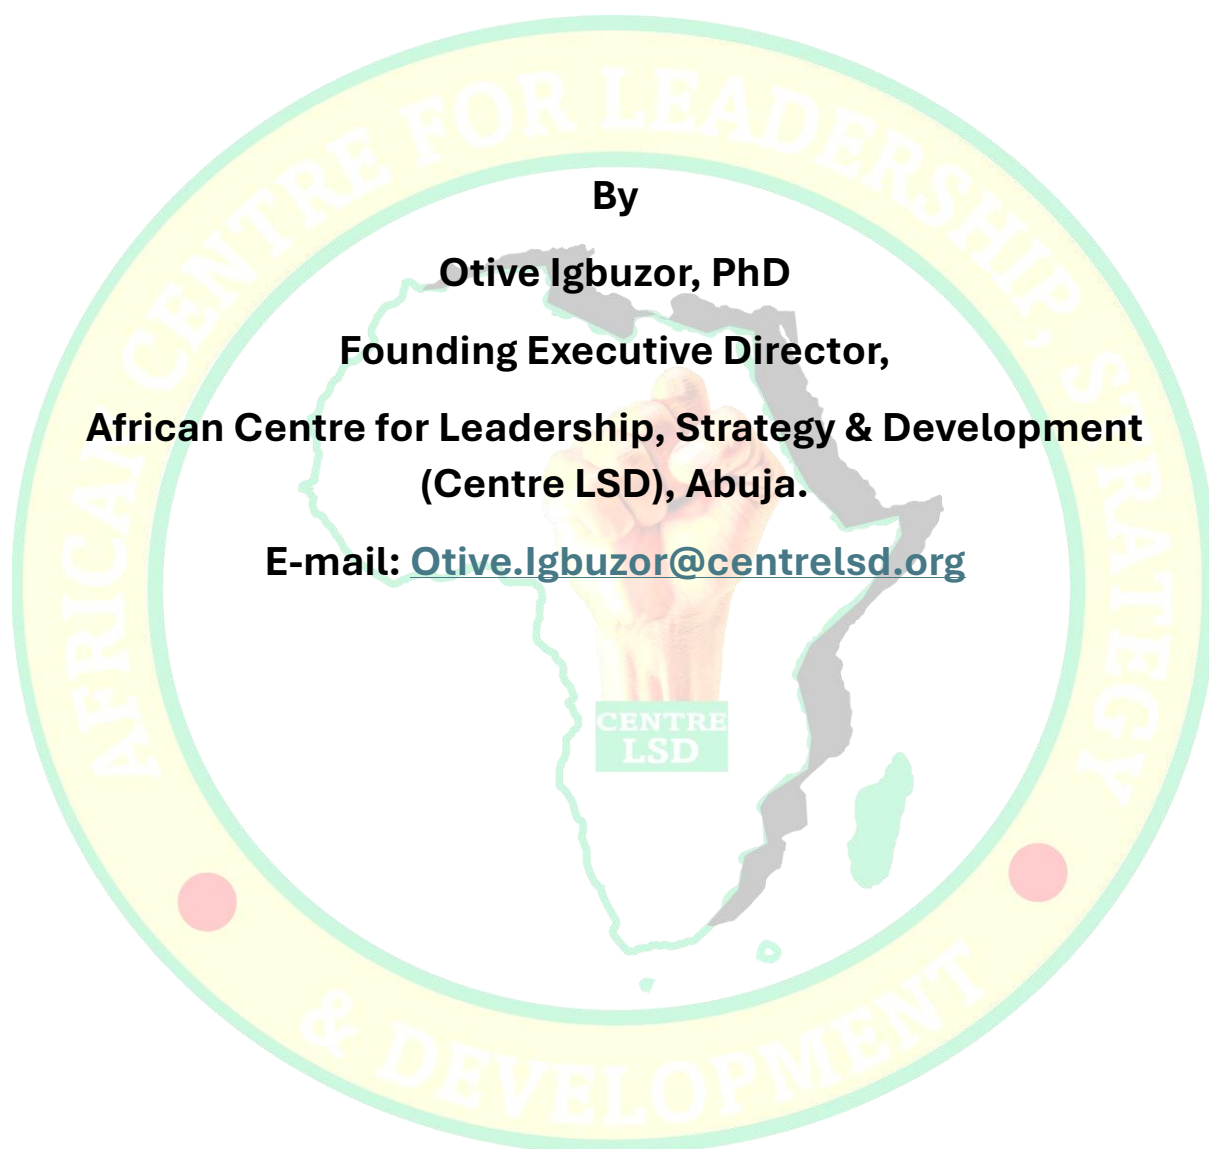 By
Otive Igbuzor, PhD
Founding Executive Director,
African Centre for Leadership, Strategy & Development
(Centre LSD), Abuja.
E-mail: Otive.Igbuzor@centrelsd.org
AFRICAN CENTRE FOR LEADERSHIP, STRATEGY
& DEVELOPMENT
CENTRE
LSD